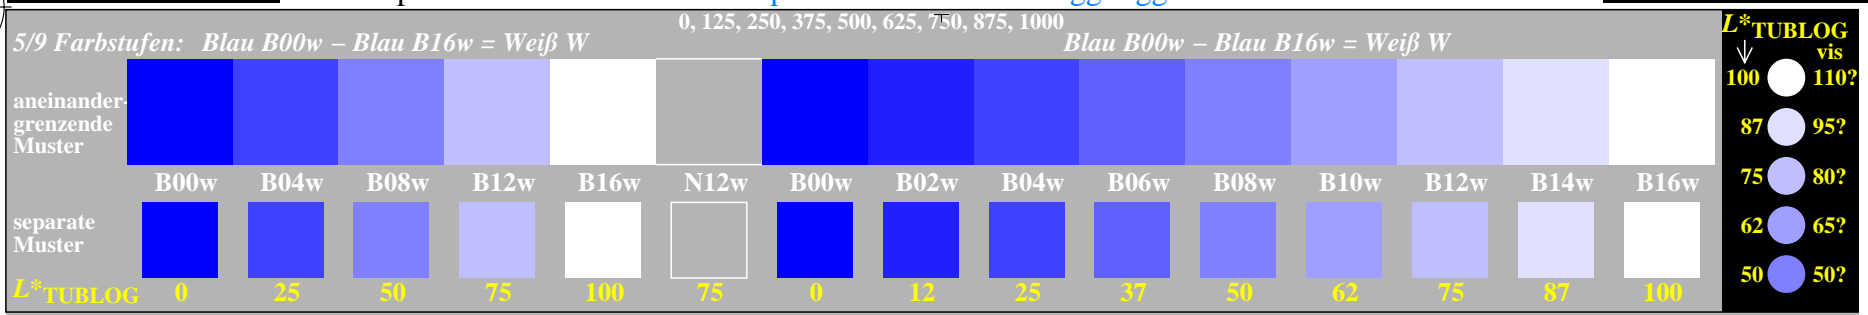 0, 125, 250, 375, 500, 625, 750, 875, 1000
5/9 Farbstufen: Blau B00w – Blau B16w = Weiß W
Blau B00w – Blau B16w = Weiß W
aneinander-
grenzende
Muster
B00w B04w B08w B12w B16w N12w B00w B02w B04w B06w B08w B10w B12w B14w B16w
separate
Muster
L*TUBLOG 0 25 50 75 100 75 0 12 25 37 50 62 75 87 100
L*TUBLOG
vis
100 110?
87 95?
75 80?
62 65?
50 50?